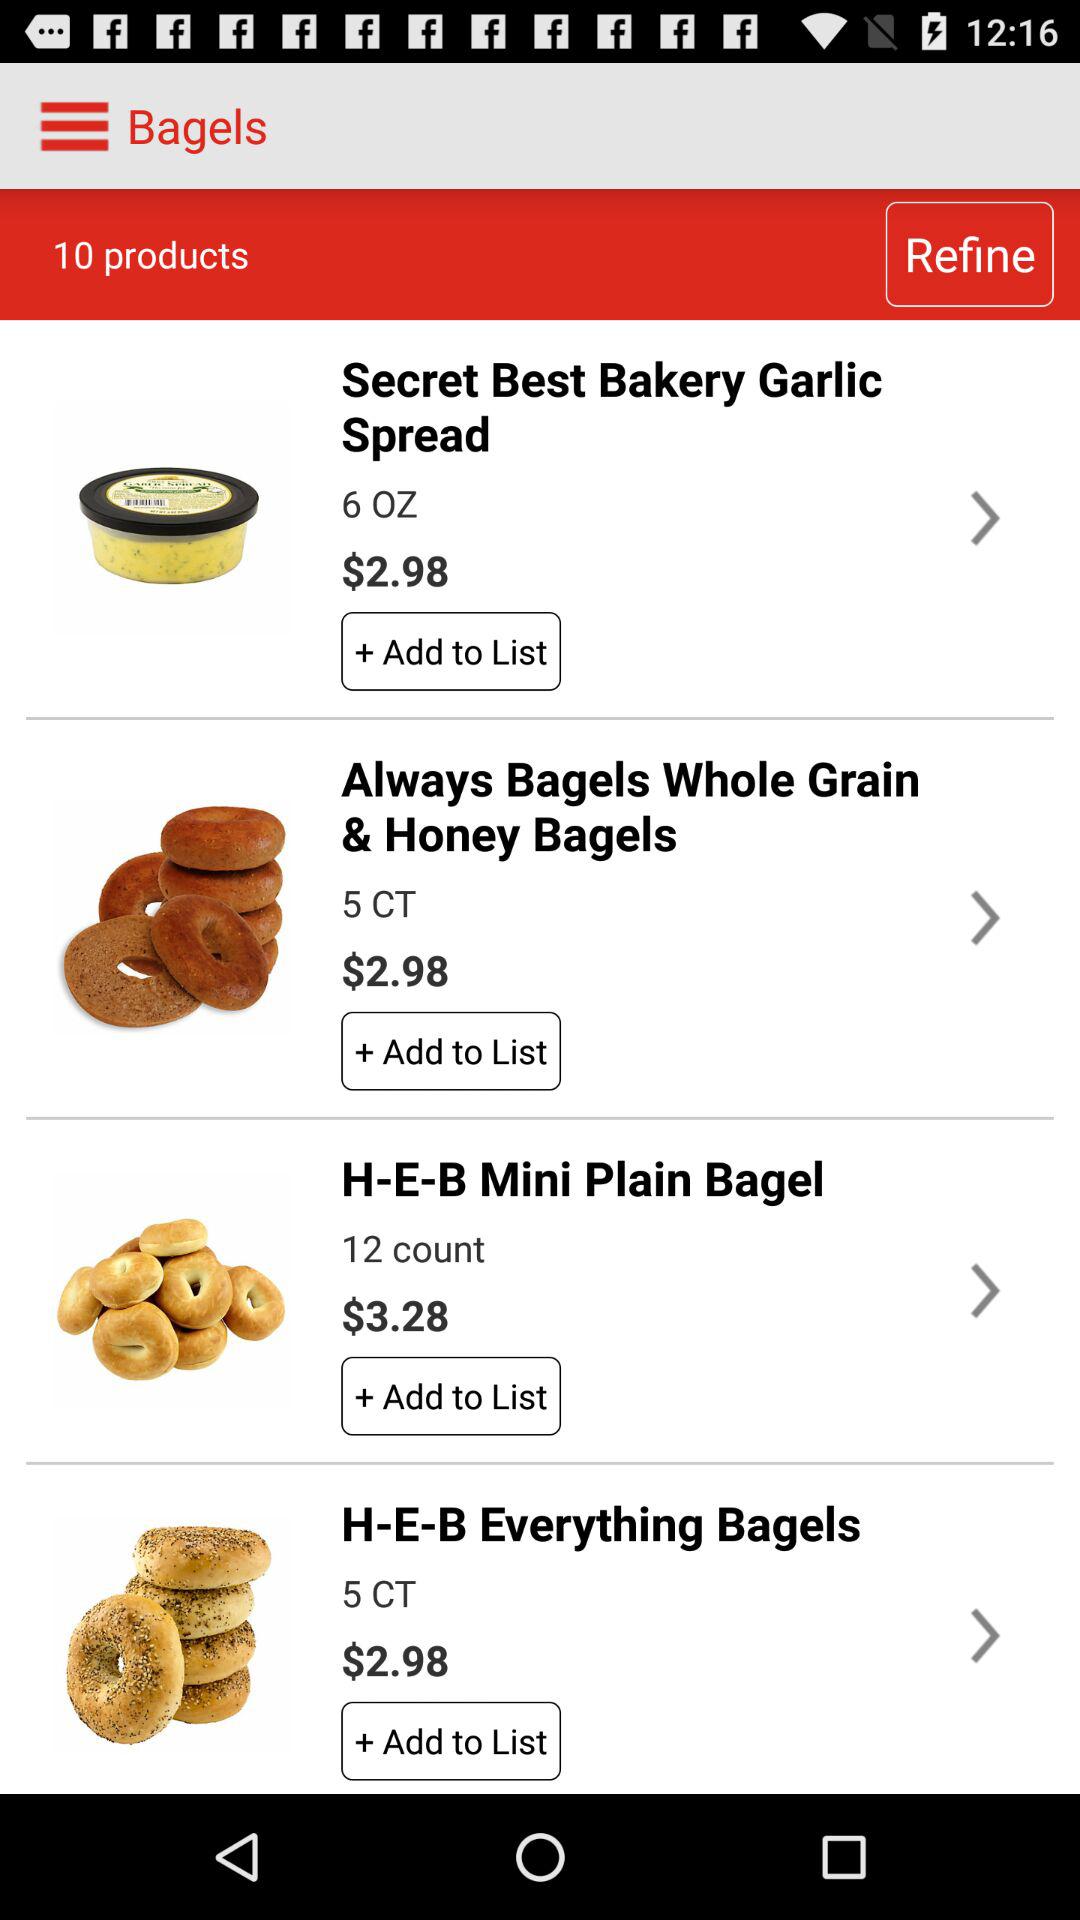 12:16
Bagels
10 products
Refine
Secret Best Bakery Garlic
Spread
6 OZ
$2.98
+ Add to List
GARLIC SPREAD
Always Bagels Whole Grain
& Honey Bagels
5 CT
$2.98
+ Add to List
H-E-B Mini Plain Bagel
12 count
$3.28
+ Add to List
H-E-B Everything Bagels
5 CT
$2.98
+ Add to List